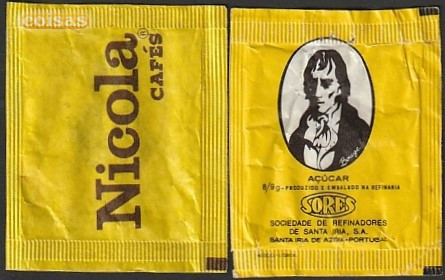 coisas
Nicola®
CAFÉS
Bocage
AÇÚCAR
8/9g - PRODUZIDO E EMBALADO NA REFINARIA
SORES
SOCIEDADE DE REFINADORES
DE SANTA IRIA, S.A.
SANTA IRIA DE AZOIA - PORTUGAL